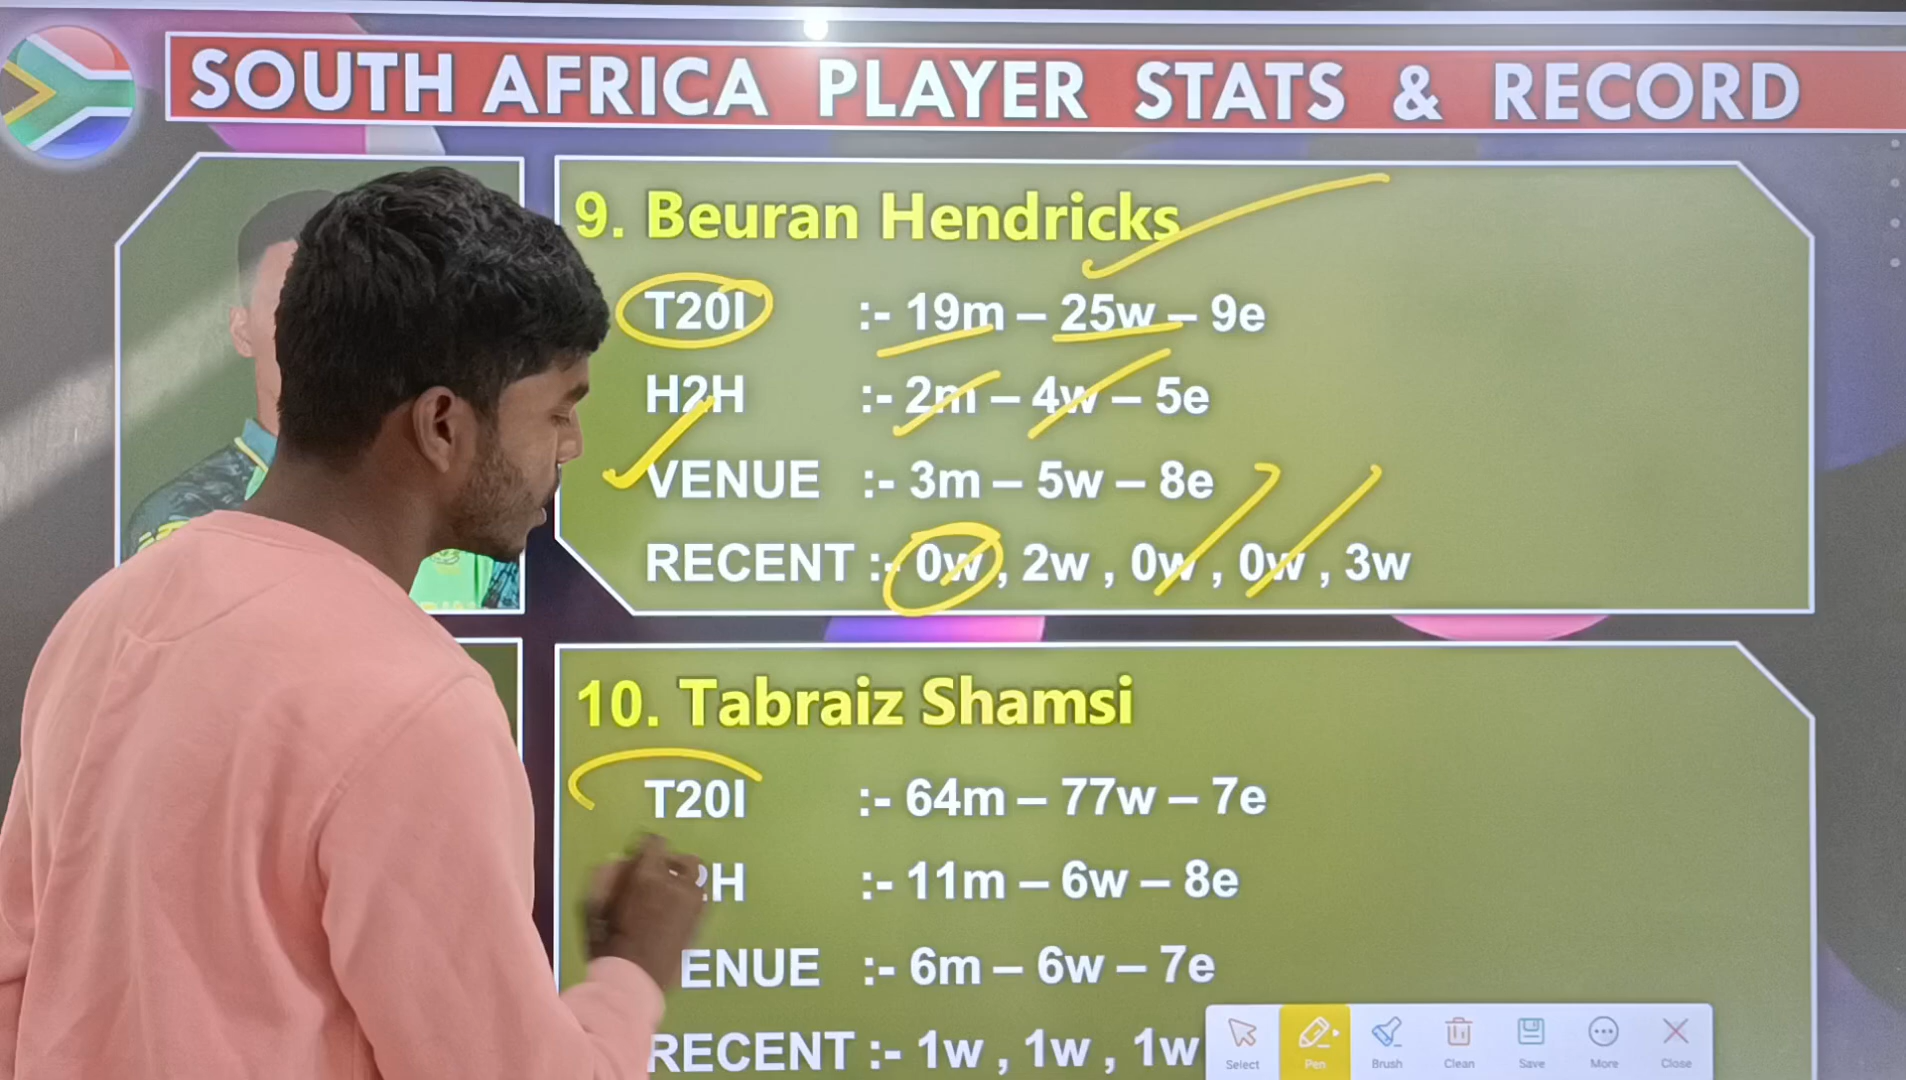 SOUTH AFRICA PLAYER STATS & RECORD
9. Beuran Hendricks
T20I :- 19m – 25w – 9e
H2H :- 2m – 4w – 5e
VENUE :- 3m – 5w – 8e
RECENT :- 0w , 2w , 0w , 0w , 3w
10. Tabraiz Shamsi
T20I :- 64m – 77w – 7e
2H :- 11m – 6w – 8e
ENUE :- 6m – 6w – 7e
RECENT :- 1w , 1w , 1w
Select Pen Brush Clean Save More Close